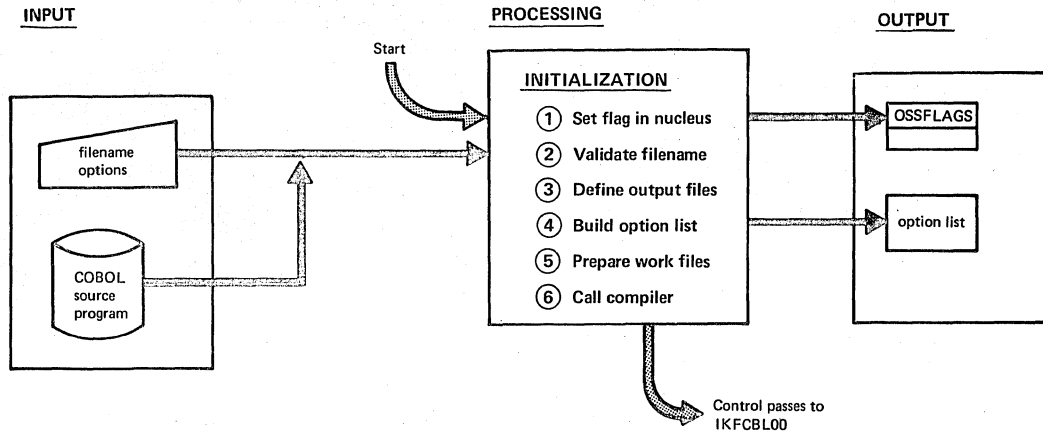 INPUT
PROCESSING
OUTPUT
Start
filename
options
COBOL
source
program
INITIALIZATION
1 Set flag in nucleus
2 Validate filename
3 Define output files
4 Build option list
5 Prepare work files
6 Call compiler
OSSFLAGS
option list
Control passes to
IKFCBL00